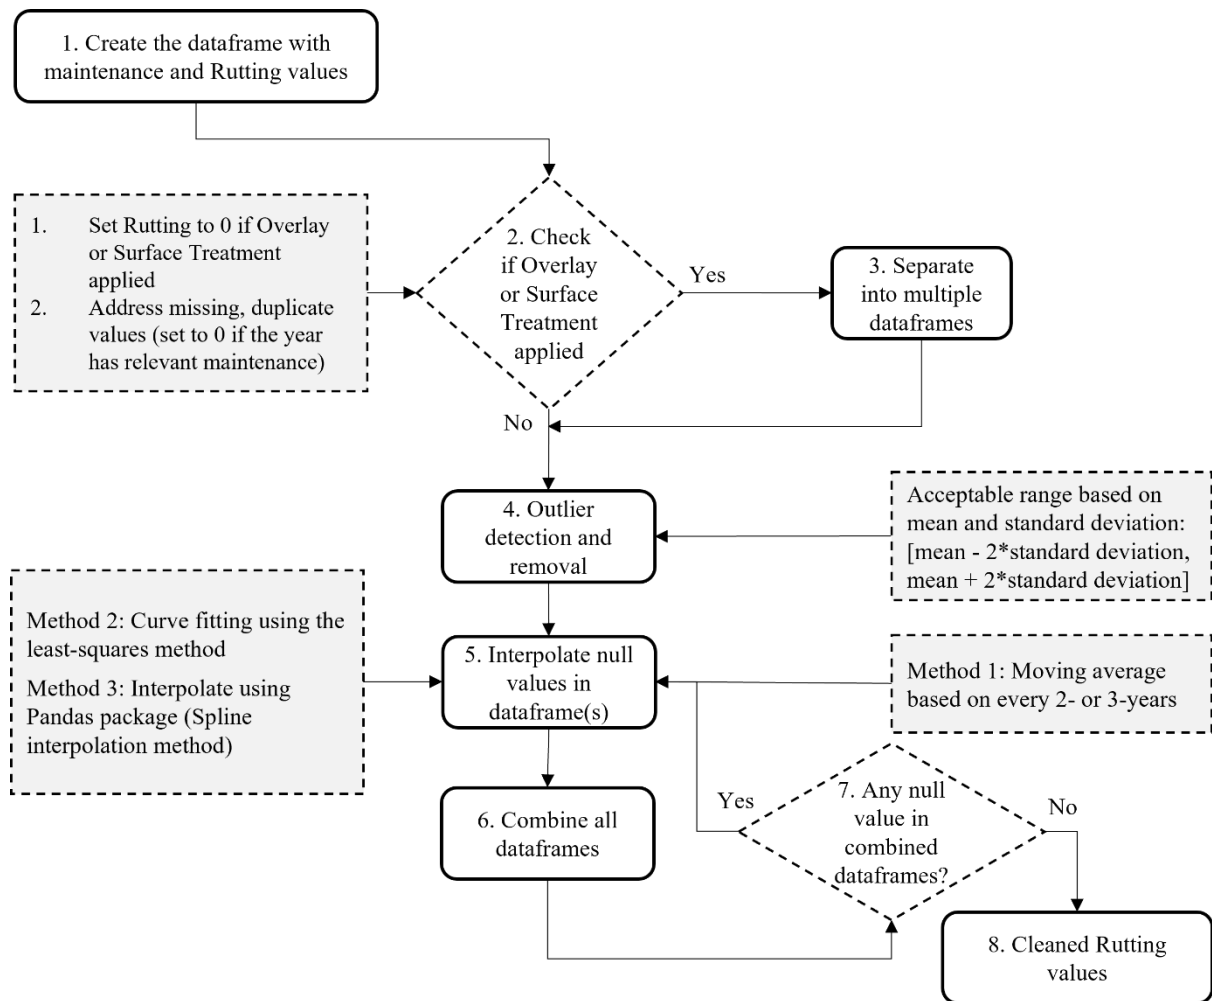 1. Create the dataframe with
maintenance and Rutting values
1. Set Rutting to 0 if Overlay
or Surface Treatment
applied
2. Address missing, duplicate
values (set to 0 if the year
has relevant maintenance)
2. Check
if Overlay
or Surface
Treatment
applied
Yes
3. Separate
into multiple
dataframes
No
4. Outlier
detection and
removal
Acceptable range based on
mean and standard deviation:
[mean - 2*standard deviation,
mean + 2*standard deviation]
Method 2: Curve fitting using the
least-squares method
Method 3: Interpolate using
Pandas package (Spline
interpolation method)
5. Interpolate null
values in
dataframe(s)
Method 1: Moving average
based on every 2- or 3-years
6. Combine all
dataframes
Yes
7. Any null
value in
combined
dataframes?
No
8. Cleaned Rutting
values